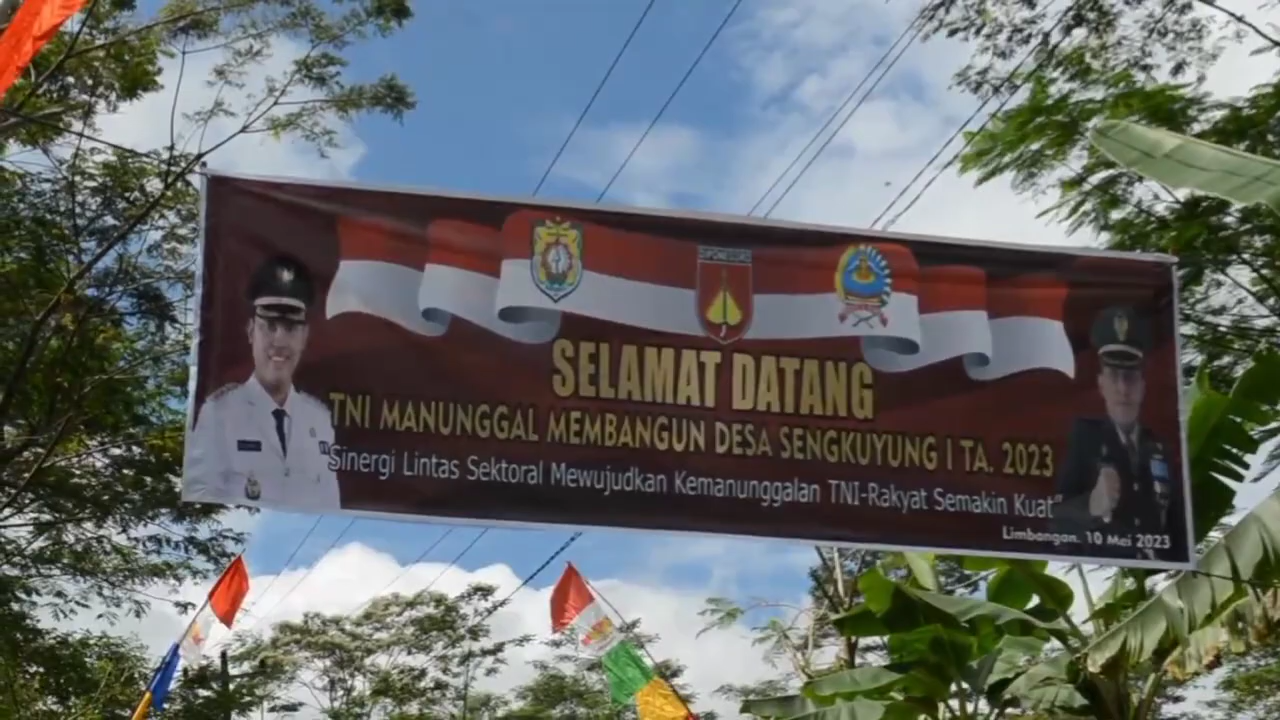 SELAMAT DATANG
TNI MANUNGGAL MEMBANGUN DESA SENGKUYUNG I TA. 2023
"Sinergi Lintas Sektoral Mewujudkan Kemanunggalan TNI-Rakyat Semakin Kuat"
Limbangan, 10 Mei 2023